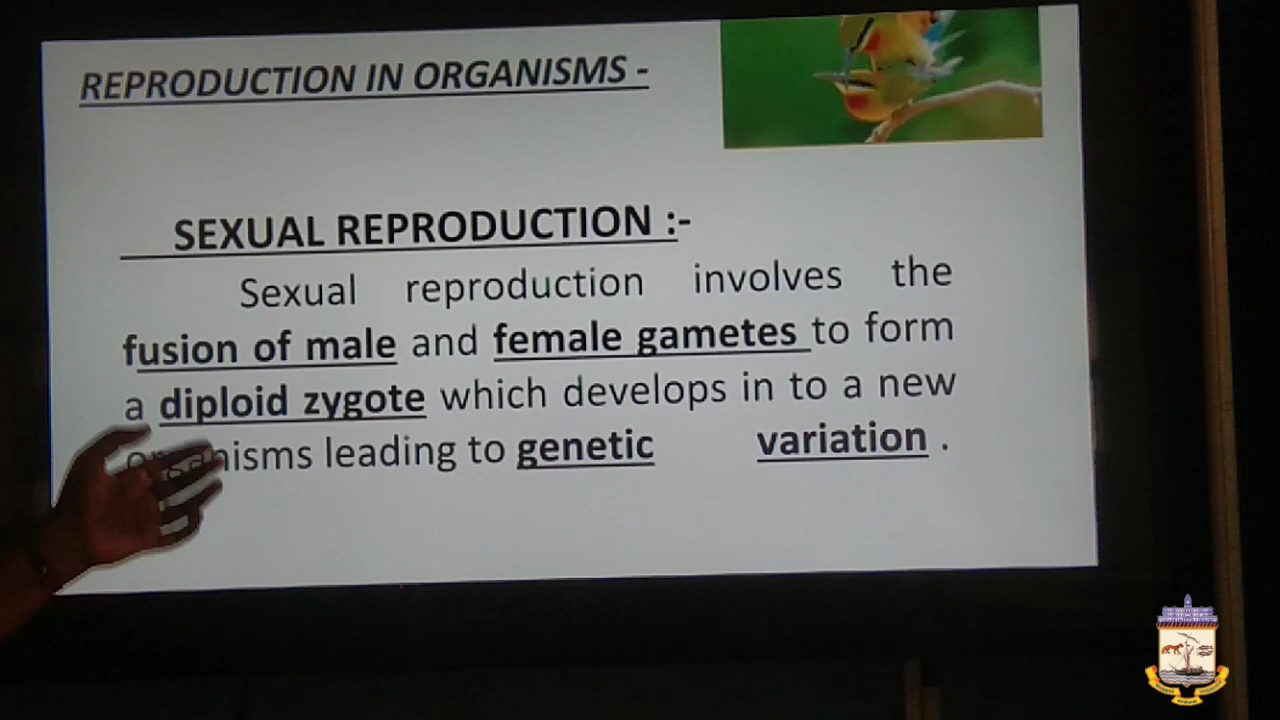 REPRODUCTION IN ORGANISMS -
SEXUAL REPRODUCTION :-
Sexual reproduction involves the
fusion of male and female gametes to form
a diploid zygote which develops in to a new
organisms leading to genetic variation .